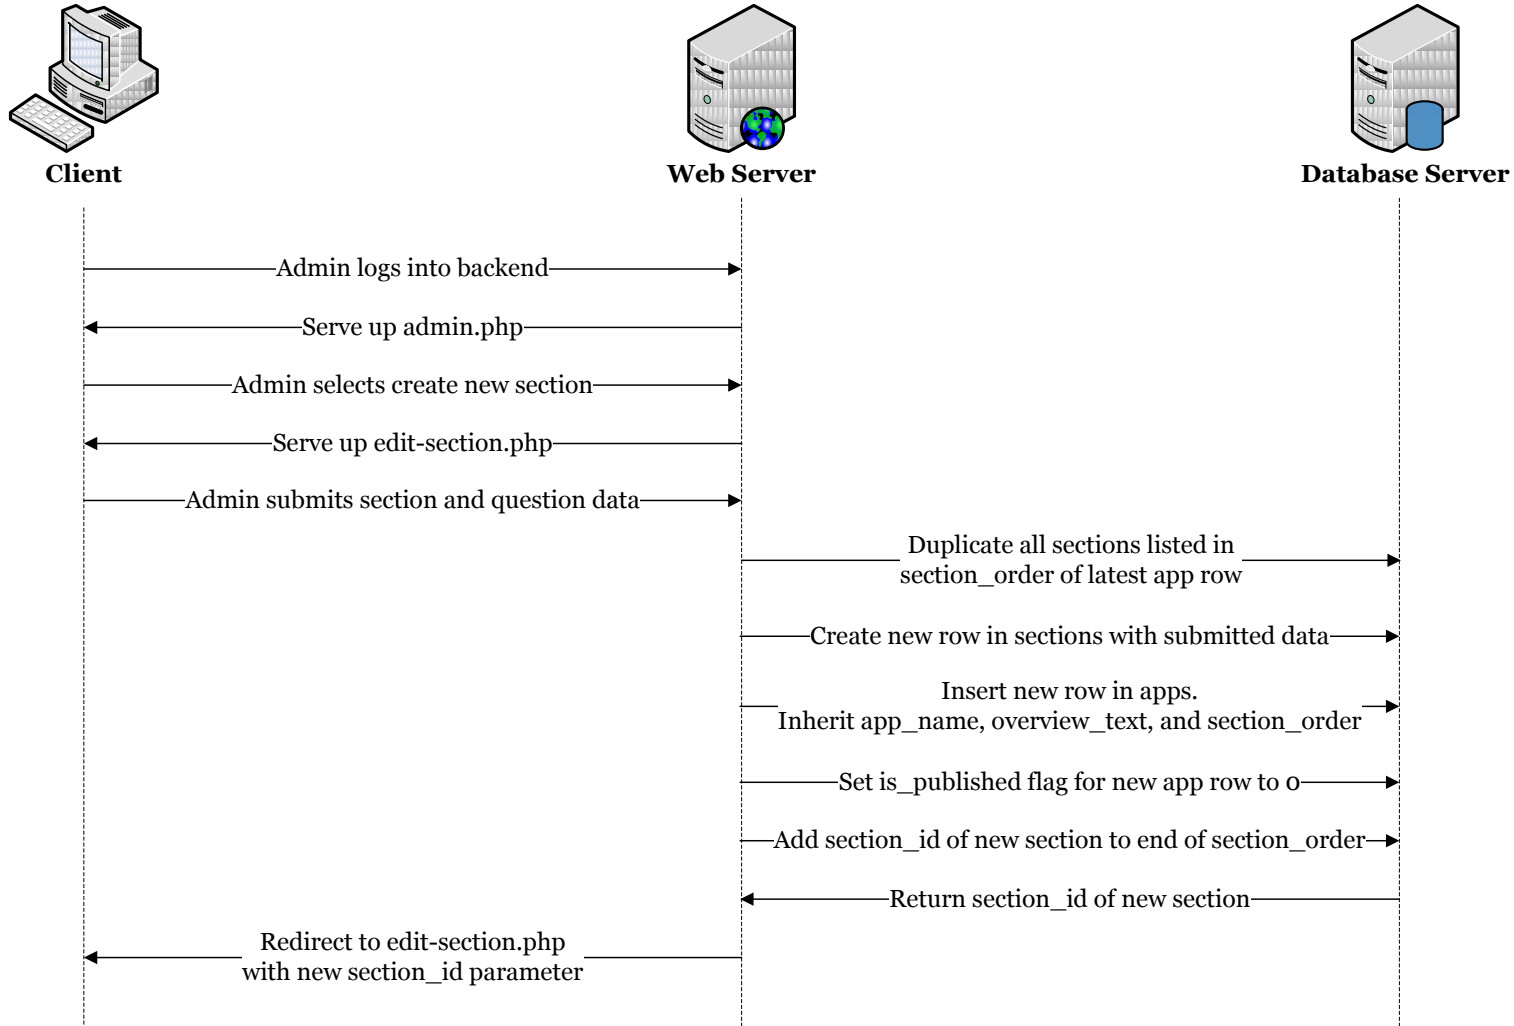 Client
Web Server
Database Server
Admin logs into backend
Serve up admin.php
Admin selects create new section
Serve up edit-section.php
Admin submits section and question data
Duplicate all sections listed in
section_order of latest app row
Create new row in sections with submitted data
Insert new row in apps.
Inherit app_name, overview_text, and section_order
Set is_published flag for new app row to 0
Add section_id of new section to end of section_order
Return section_id of new section
Redirect to edit-section.php
with new section_id parameter